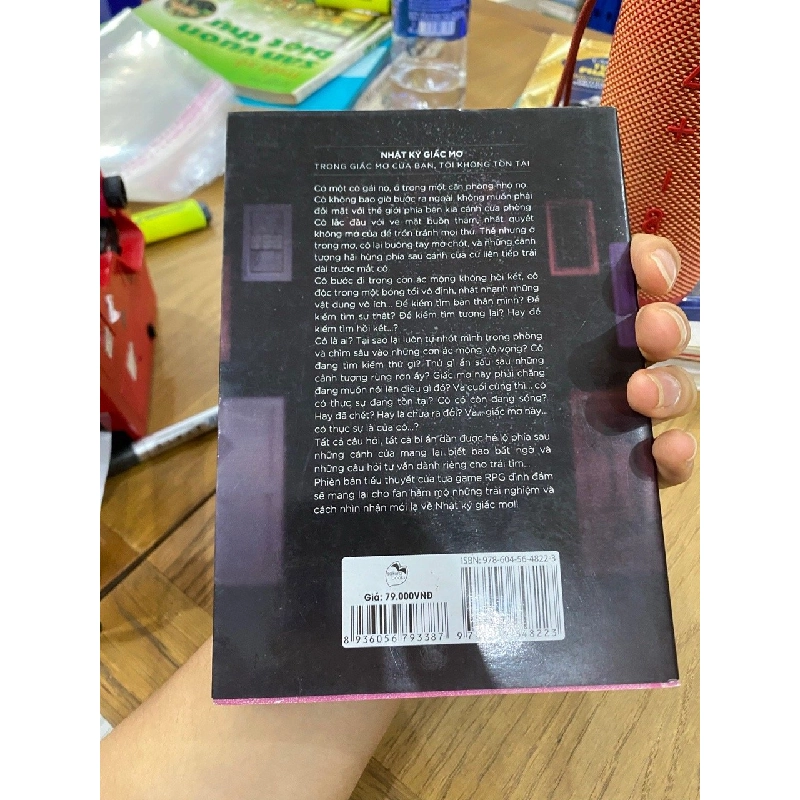 sân vườn
biệt thự
NHẬT KÝ GIẤC MƠ
TRONG GIẤC MƠ CỦA BẠN, TÔI KHÔNG TỒN TẠI
Có một cô gái nọ, ở trong một căn phòng nhỏ nọ.
Cô không bao giờ bước ra ngoài, không muốn phải
đối mặt với thế giới phía bên kia cánh cửa phòng.
Cô lắc đầu với vẻ mặt buồn thảm, nhất quyết
không mở cửa để trốn tránh mọi thứ. Thế nhưng ở
trong mơ, cô lại buông tay mở chốt, và những cảnh
tượng hãi hùng phía sau cánh cửa cứ liên tiếp trải
dài trước mắt cô.
Cô bước đi trong cơn ác mộng không hồi kết, cô
độc trong một bóng tối vô định, nhặt nhạnh những
vật dụng vô ích... Để kiếm tìm bản thân mình? Để
kiếm tìm sự thật? Để kiếm tìm tương lai? Hay để
kiếm tìm hồi kết...?
Cô là ai? Tại sao lại luôn tự nhốt mình trong phòng
và chìm sâu vào những cơn ác mộng vô vọng? Cô
đang tìm kiếm thứ gì? Thứ gì ẩn sâu sau những
cảnh tượng rùng rợn ấy? Giấc mơ này phải chăng
đang muốn nói lên điều gì đó? Và cuối cùng thì... cô
có thực sự đang tồn tại? Cô có còn đang sống?
Hay đã chết? Hay là chưa ra đời? Và... giấc mơ này...
có thực sự là của cô...?
Tất cả câu hỏi, tất cả bí ẩn dần được hé lộ phía sau
những cánh cửa mang lại biết bao bất ngờ và
những câu hỏi tự vấn dành riêng cho trái tim...
Phiên bản tiểu thuyết của tựa game RPG đình đám
sẽ mang lại cho fan hâm mộ những trải nghiệm và
cách nhìn nhận mới lạ về Nhật ký giấc mơ!
ISBN: 978-604-56-4822-3
Giá: 79.000VNĐ
8 936056 793387